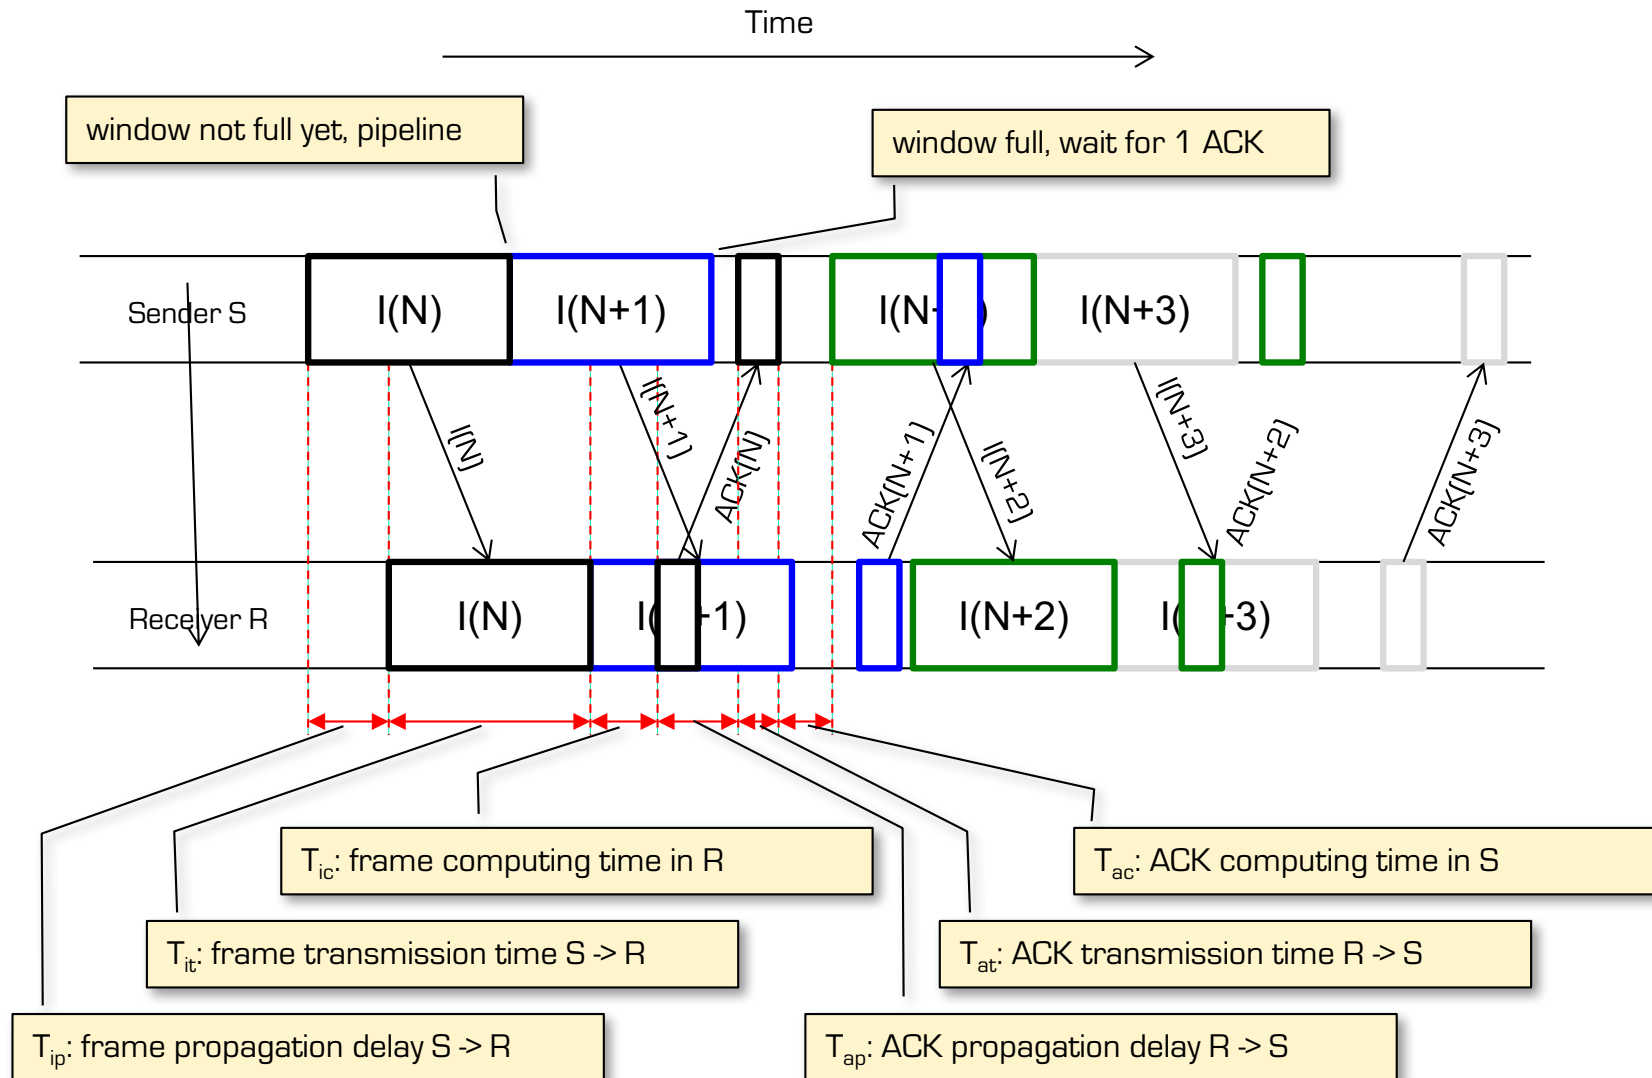 Time
window not full yet, pipeline
window full, wait for 1 ACK
Sender S
I(N)
I(N+1)
I(N+
)
I(N+3)
I(N)
I(N+1)
ACK(N)
ACK(N+1)
I(N+2)
I(N+3)
ACK(N+2)
ACK(N+3)
Receiver R
I(N)
I(
+1)
I(N+2)
I(
+3)
Tic: frame computing time in R
Tac: ACK computing time in S
Tit: frame transmission time S -> R
Tat: ACK transmission time R -> S
Tip: frame propagation delay S -> R
Tap: ACK propagation delay R -> S